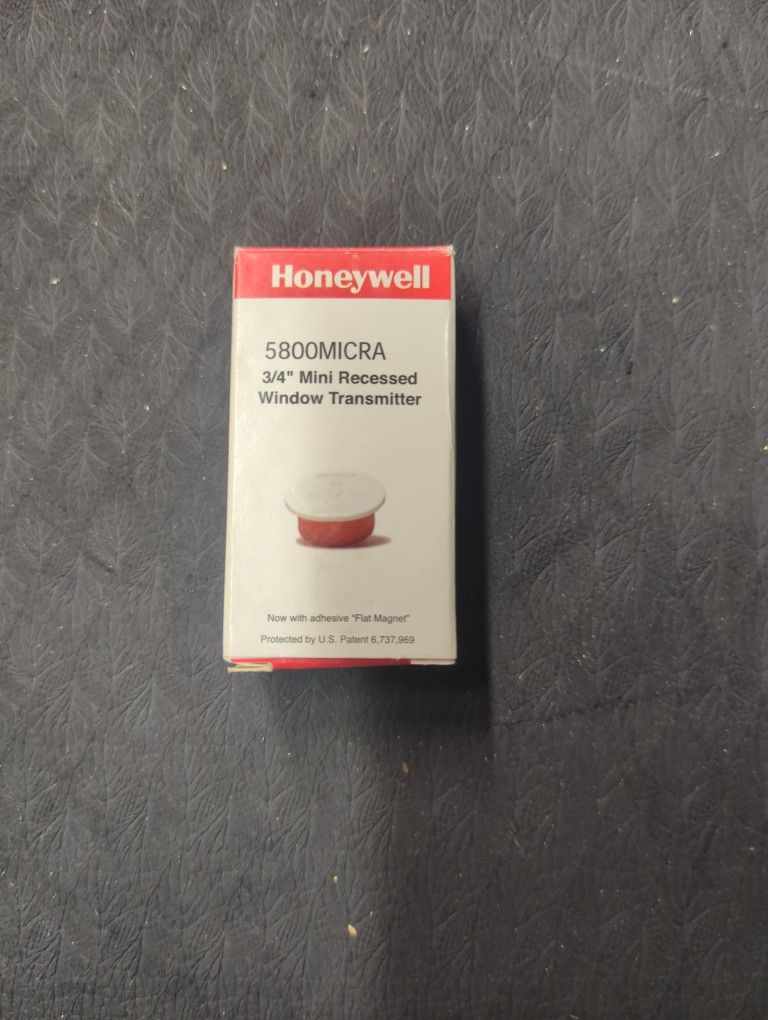 Honeywell
5800MICRA
3/4" Mini Recessed
Window Transmitter
Now with adhesive "Flat Magnet"
Protected by U.S. Patent 6,737,969